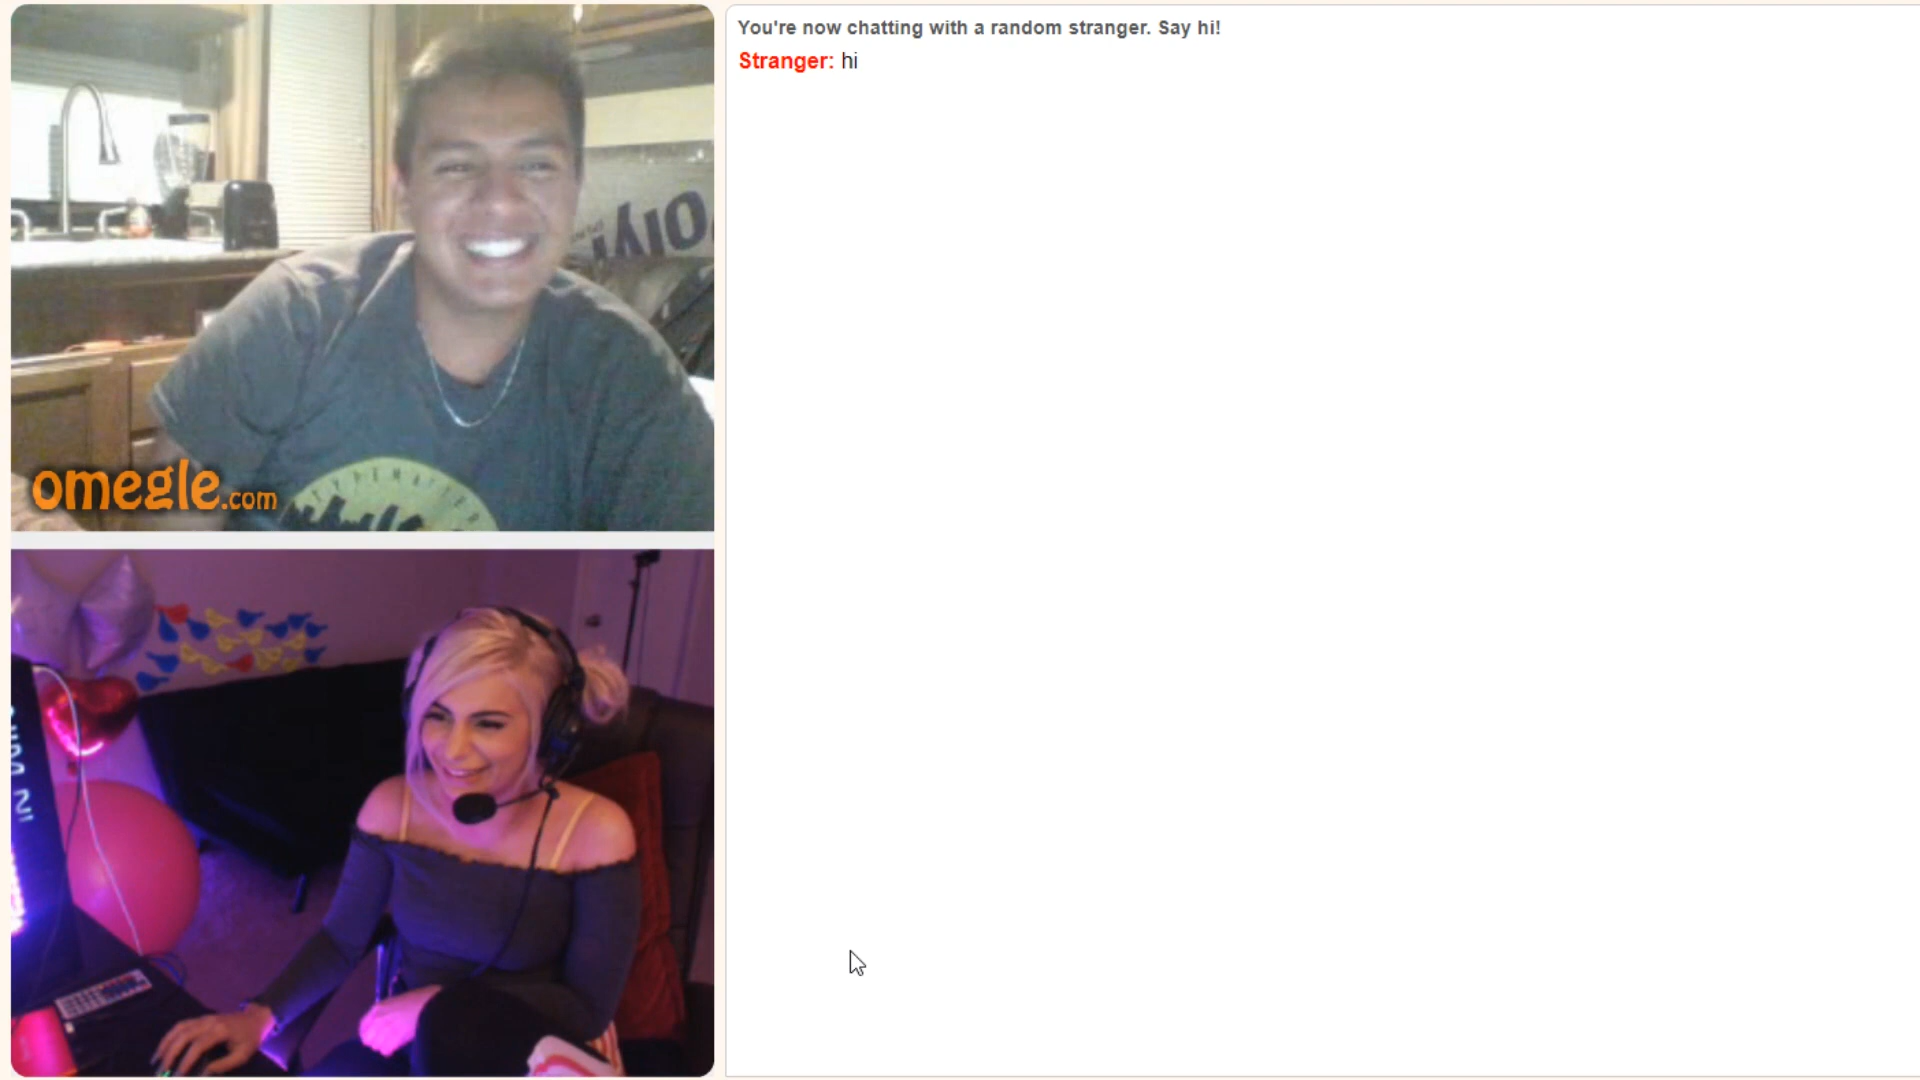 You're now chatting with a random stranger. Say hi!
Stranger: hi
omegle.com